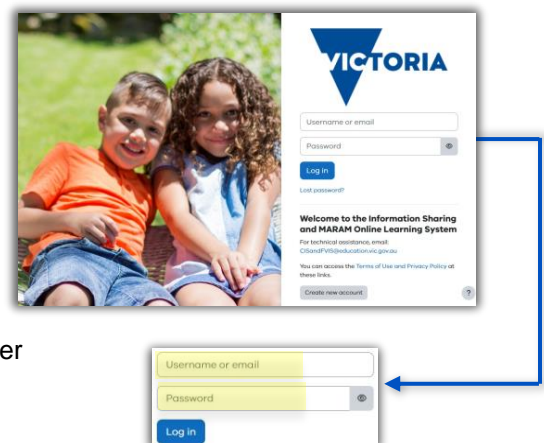 VICTORIA
Username or email
Password
Log in
Lost password?
Welcome to the Information Sharing
and MARAM Online Learning System
For technical assistance, email:
CISandFVIS@education.vic.gov.au
You can access the Terms of Use and Privacy Policy at
these links.
Create new account
?
er
Username or email
Password
Log in